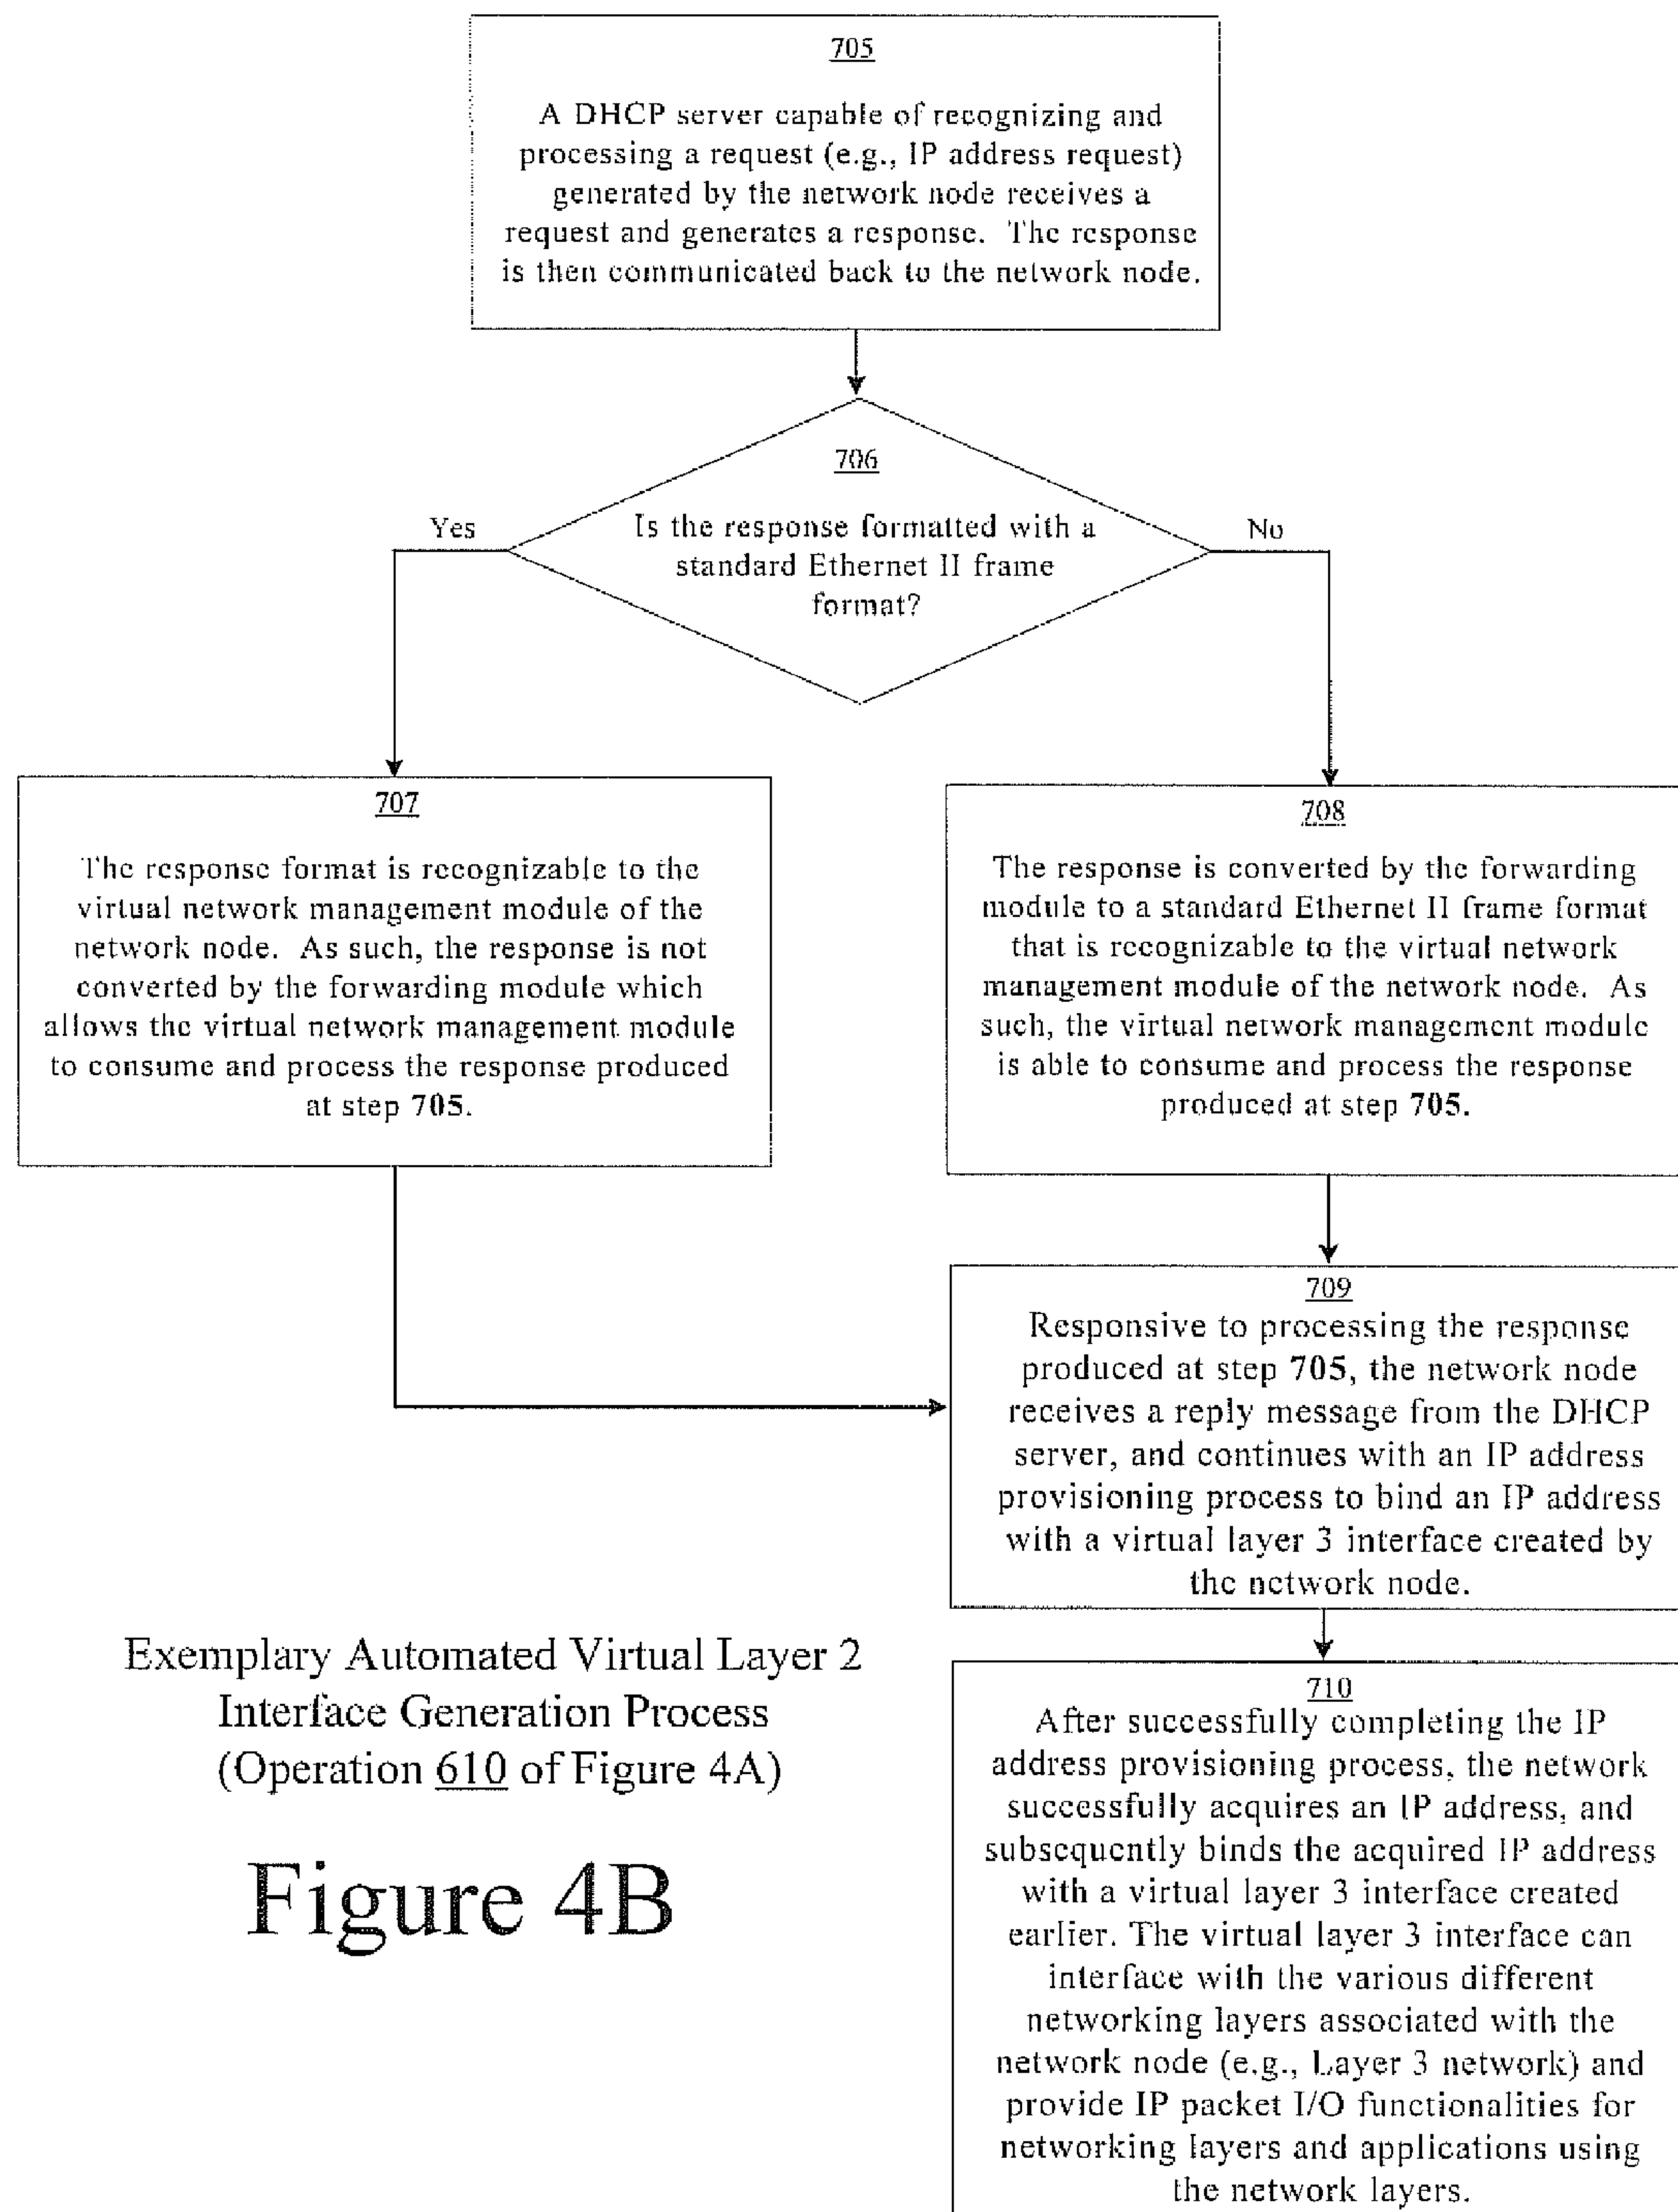 705
A DHCP server capable of recognizing and
processing a request (e.g., IP address request)
generated by the network node receives a
request and generates a response. The response
is then communicated back to the network node.
706
Is the response formatted with a
standard Ethernet II frame
format?
Yes
No
707
The response format is recognizable to the
virtual network management module of the
network node. As such, the response is not
converted by the forwarding module which
allows the virtual network management module
to consume and process the response produced
at step 705.
708
The response is converted by the forwarding
module to a standard Ethernet II frame format
that is recognizable to the virtual network
management module of the network node. As
such, the virtual network management module
is able to consume and process the response
produced at step 705.
709
Responsive to processing the response
produced at step 705, the network node
receives a reply message from the DHCP
server, and continues with an IP address
provisioning process to bind an IP address
with a virtual layer 3 interface created by
the network node.
710
After successfully completing the IP
address provisioning process, the network
successfully acquires an IP address, and
subsequently binds the acquired IP address
with a virtual layer 3 interface created
earlier. The virtual layer 3 interface can
interface with the various different
networking layers associated with the
network node (e.g., Layer 3 network) and
provide IP packet I/O functionalities for
networking layers and applications using
the network layers.
Exemplary Automated Virtual Layer 2
Interface Generation Process
(Operation 610 of Figure 4A)
Figure 4B